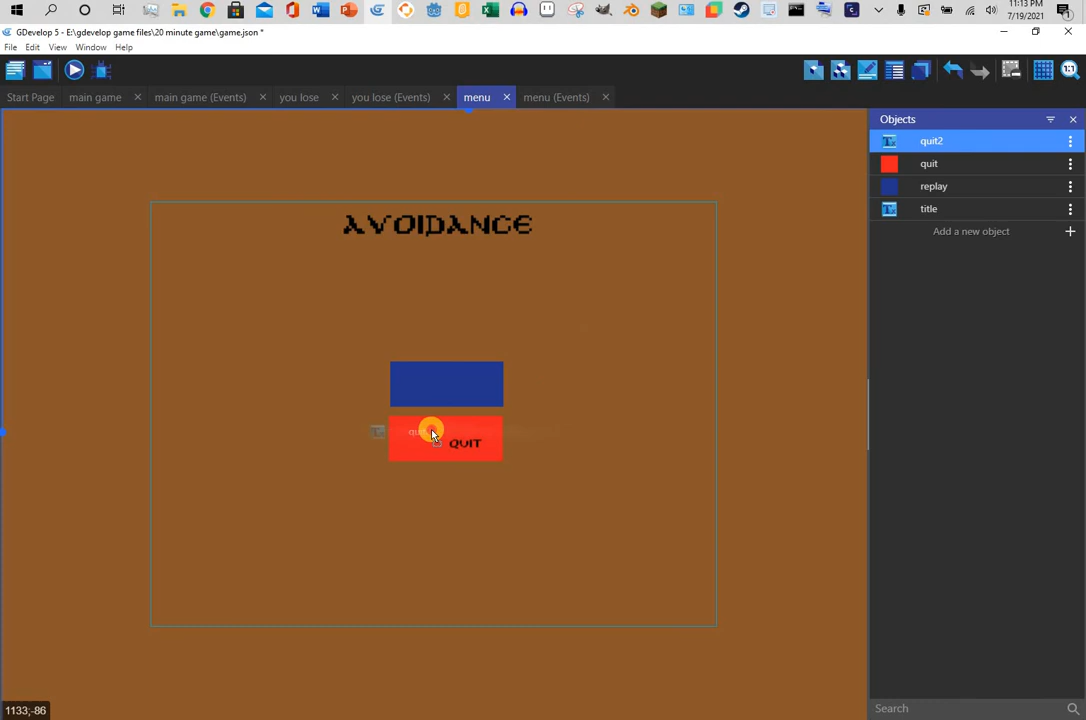 11:13 PM
7/19/2021
GDevelop 5 - E:\gdevelop game files\20 minute game\game.json *
File Edit View Window Help
1:1
Start Page main game main game (Events) you lose you lose (Events) menu menu (Events)
Objects
quit2
quit
replay
title
Add a new object
AVOIDANCE
QUIT
1133;-86
Search